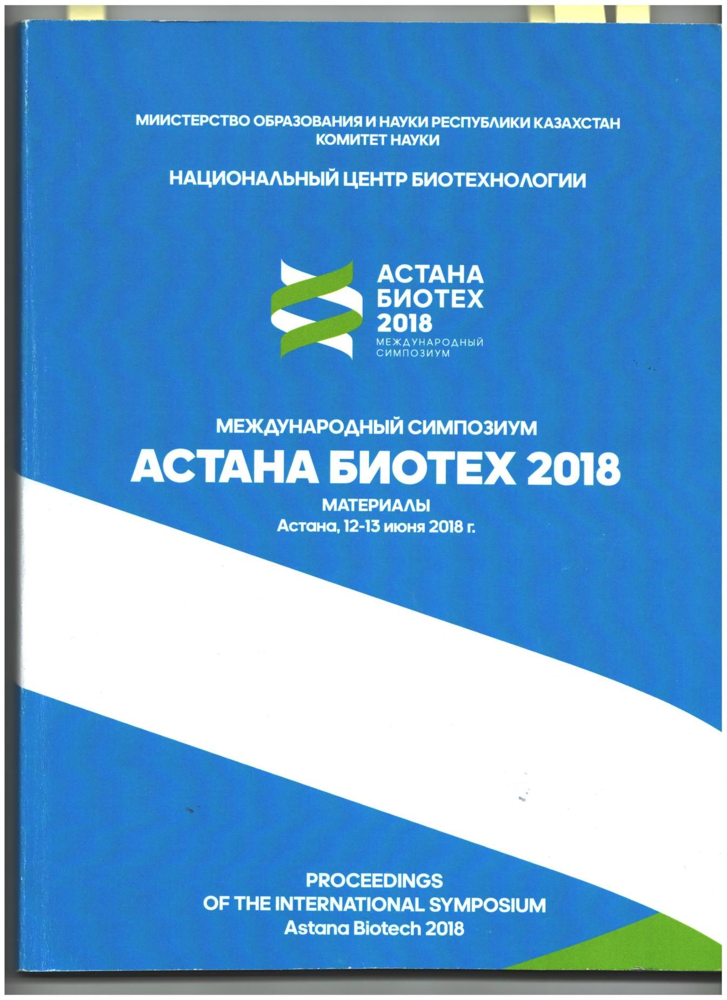 МИИСТЕРСТВО ОБРАЗОВАНИЯ И НАУКИ РЕСПУБЛИКИ КАЗАХСТАН
КОМИТЕТ НАУКИ
НАЦИОНАЛЬНЫЙ ЦЕНТР БИОТЕХНОЛОГИИ
АСТАНА
БИОТЕХ
2018
МЕЖДУНАРОДНЫЙ
СИМПОЗИУМ
МЕЖДУНАРОДНЫЙ СИМПОЗИУМ
АСТАНА БИОТЕХ 2018
МАТЕРИАЛЫ
Астана, 12-13 июня 2018 г.
PROCEEDINGS
OF THE INTERNATIONAL SYMPOSIUM
Astana Biotech 2018